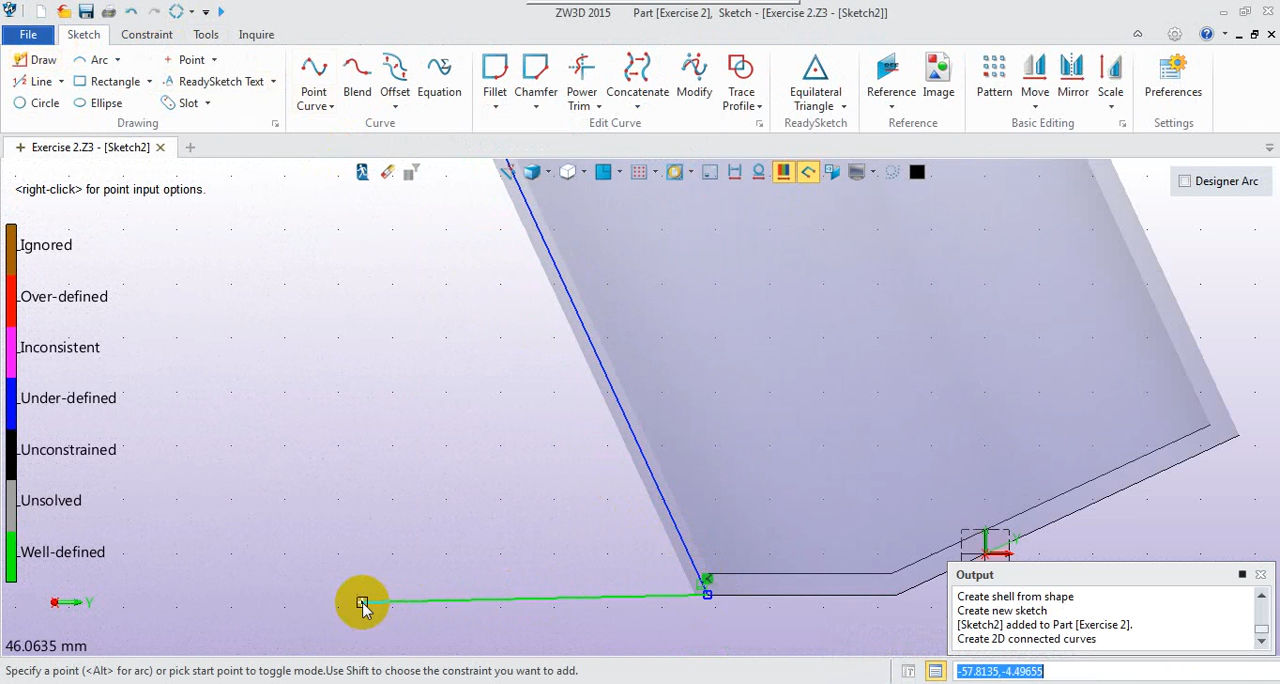 ZW3D 2015 Part [Exercise 2], Sketch - [Exercise 2.Z3 - [Sketch2]]
File Sketch Constraint Tools Inquire
Draw Arc Point
Line Rectangle ReadySketch Text
Circle Ellipse Slot
Drawing
Point Curve Blend Offset Equation
Curve
Fillet Chamfer Power Trim Concatenate Modify Trace Profile
Edit Curve
Equilateral Triangle
ReadySketch
REF
Reference Image
Reference
Pattern Move Mirror Scale
Basic Editing
Preferences
Settings
Exercise 2.Z3 - [Sketch2]
<right-click> for point input options.
Designer Arc
Ignored
Over-defined
Inconsistent
Under-defined
Unconstrained
Unsolved
Well-defined
Y
Y
46.0635 mm
Output
Create shell from shape
Create new sketch
[Sketch2] added to Part [Exercise 2].
Create 2D connected curves
Specify a point (<Alt> for arc) or pick start point to toggle mode.Use Shift to choose the constraint you want to add.
-57.8135,-4.49655